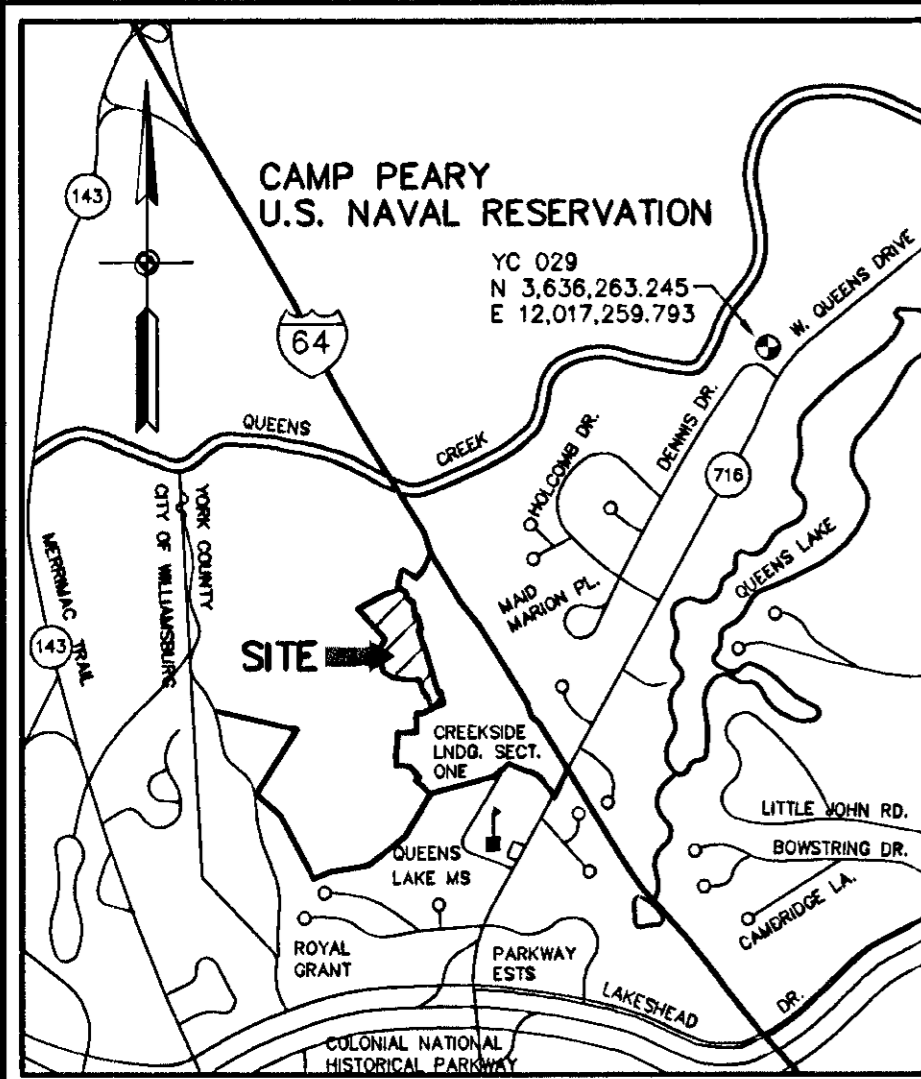 143
CAMP PEARY
U.S. NAVAL RESERVATION
YC 029
N 3,636,263.245
E 12,017,259.793
W. QUEENS DRIVE
64
QUEENS
CREEK
HOLCOMB DR.
DENNIS DR.
716
YORK COUNTY
CITY OF WILLIAMSBURG
MERRIMAC TRAIL
143
MAID
MARION PL.
QUEENS LAKE
SITE
CREEKSIDE
LNDG. SECT.
ONE
LITTLE JOHN RD.
BOWSTRING DR.
CAMBRIDGE LA.
QUEENS
LAKE MS
ROYAL
GRANT
PARKWAY
ESTS
LAKESHEAD
DR.
COLONIAL NATIONAL
HISTORICAL PARKWAY